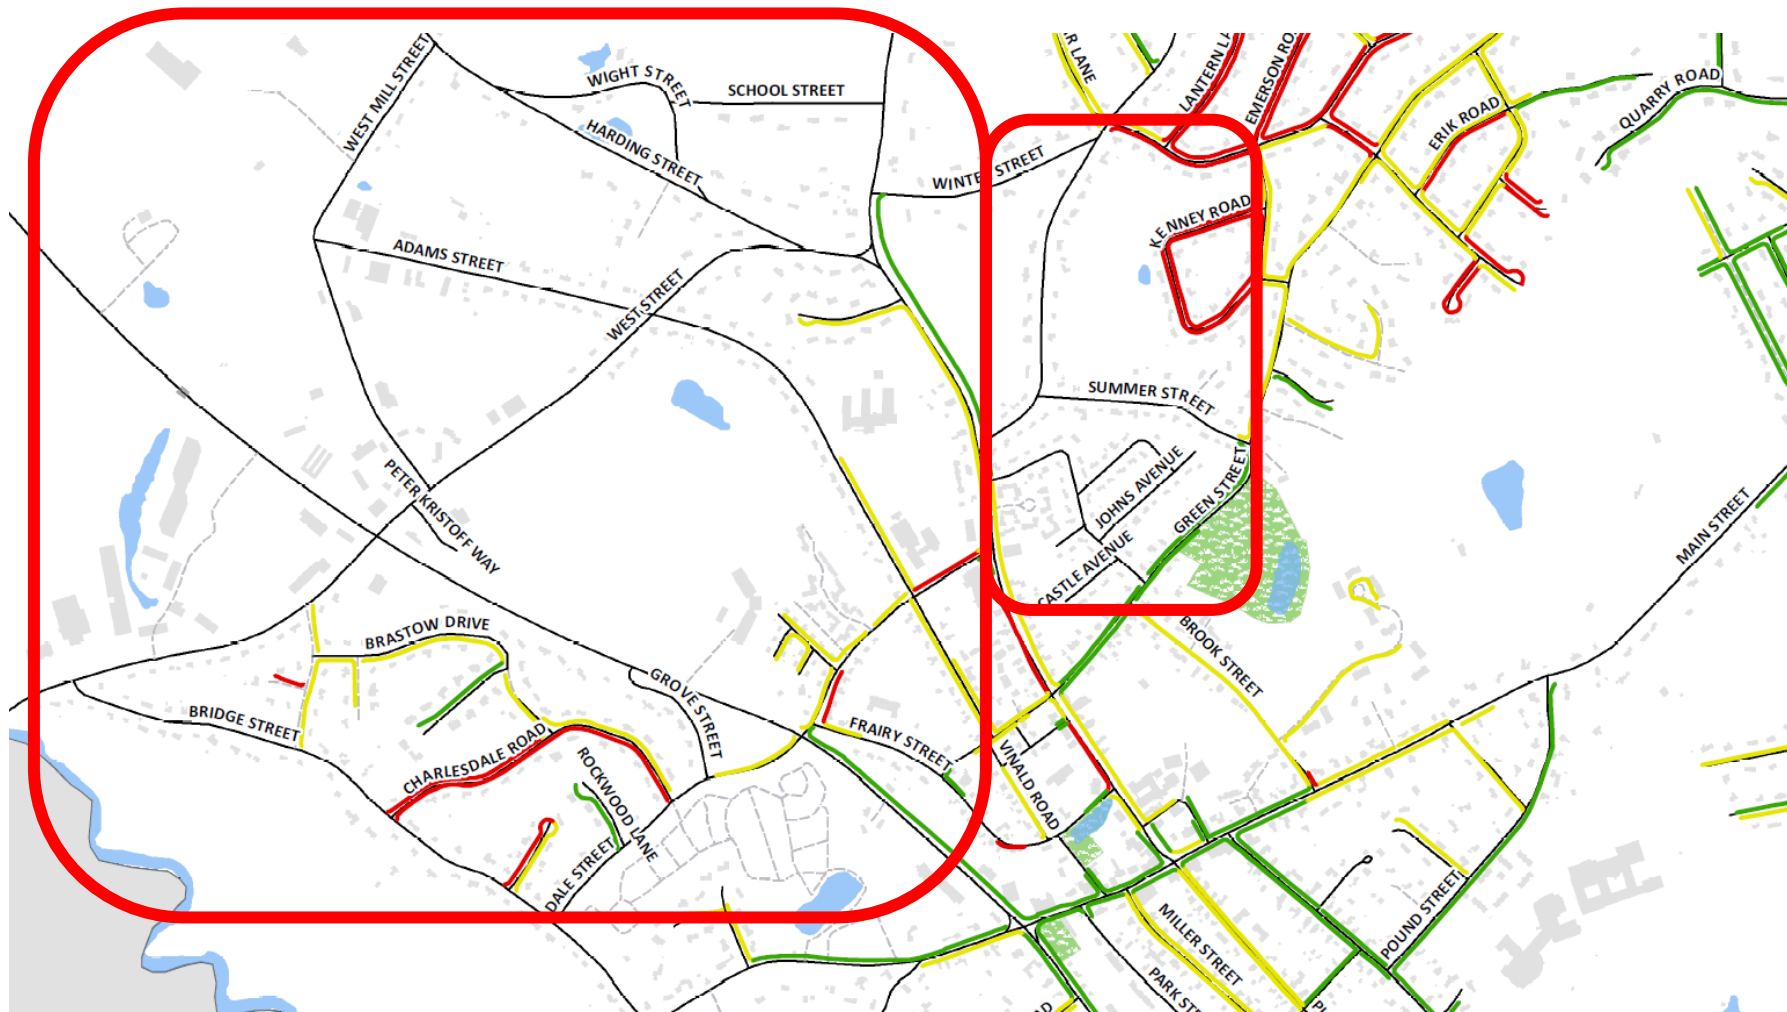 WEST MILL STREET
WIGHT STREET
SCHOOL STREET
HARDING STREET
ADAMS STREET
WEST STREET
WINTER STREET
R LANE
LANTERN LA
EMERSON RO
ERIK ROAD
QUARRY ROAD
KENNEY ROAD
SUMMER STREET
JOHNS AVENUE
GREEN STREET
CASTLE AVENUE
PETER KRISTOFF WAY
MAIN STREET
BRASTOW DRIVE
BROOK STREET
GROVE STREET
BRIDGE STREET
FRAIRY STREET
CHARLESDALE ROAD
ROCKWOOD LANE
VINALD ROAD
DALE STREET
MILLER STREET
POUND STREET
PARK STR